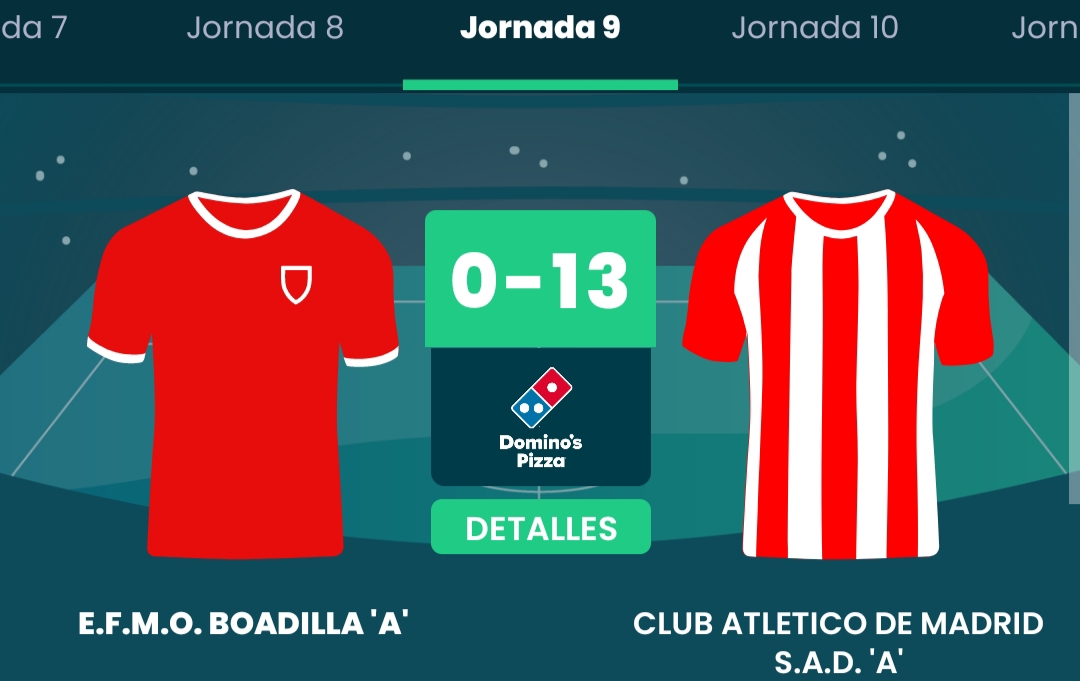 da 7 Jornada 8 Jornada 9 Jornada 10 Jorn
0-13
Domino's
Pizza
DETALLES
E.F.M.O. BOADILLA 'A'
CLUB ATLETICO DE MADRID
S.A.D. 'A'